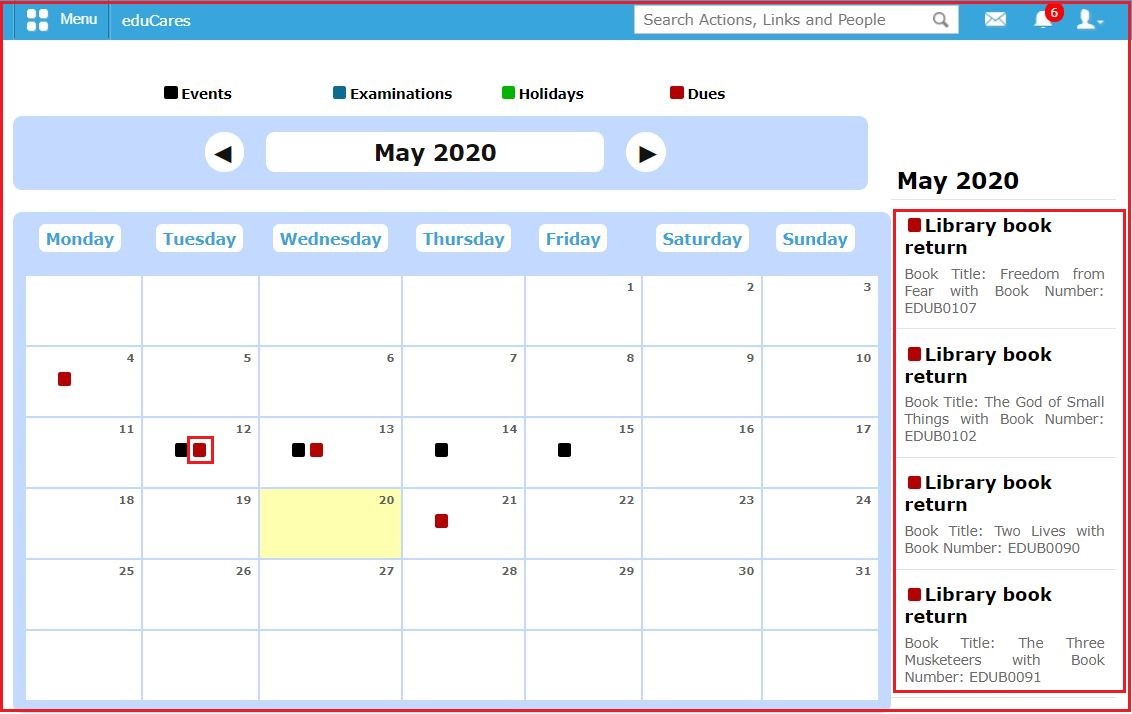 Menu eduCares Search Actions, Links and People 6
Events Examinations Holidays Dues
◀ May 2020 ▶
Monday Tuesday Wednesday Thursday Friday Saturday Sunday
1 2 3
4 5 6 7 8 9 10
11 12 13 14 15 16 17
18 19 20 21 22 23 24
25 26 27 28 29 30 31
May 2020
Library book
return
Book Title: Freedom from
Fear with Book Number:
EDUB0107
Library book
return
Book Title: The God of Small
Things with Book Number:
EDUB0102
Library book
return
Book Title: Two Lives with
Book Number: EDUB0090
Library book
return
Book Title: The Three
Musketeers with Book
Number: EDUB0091